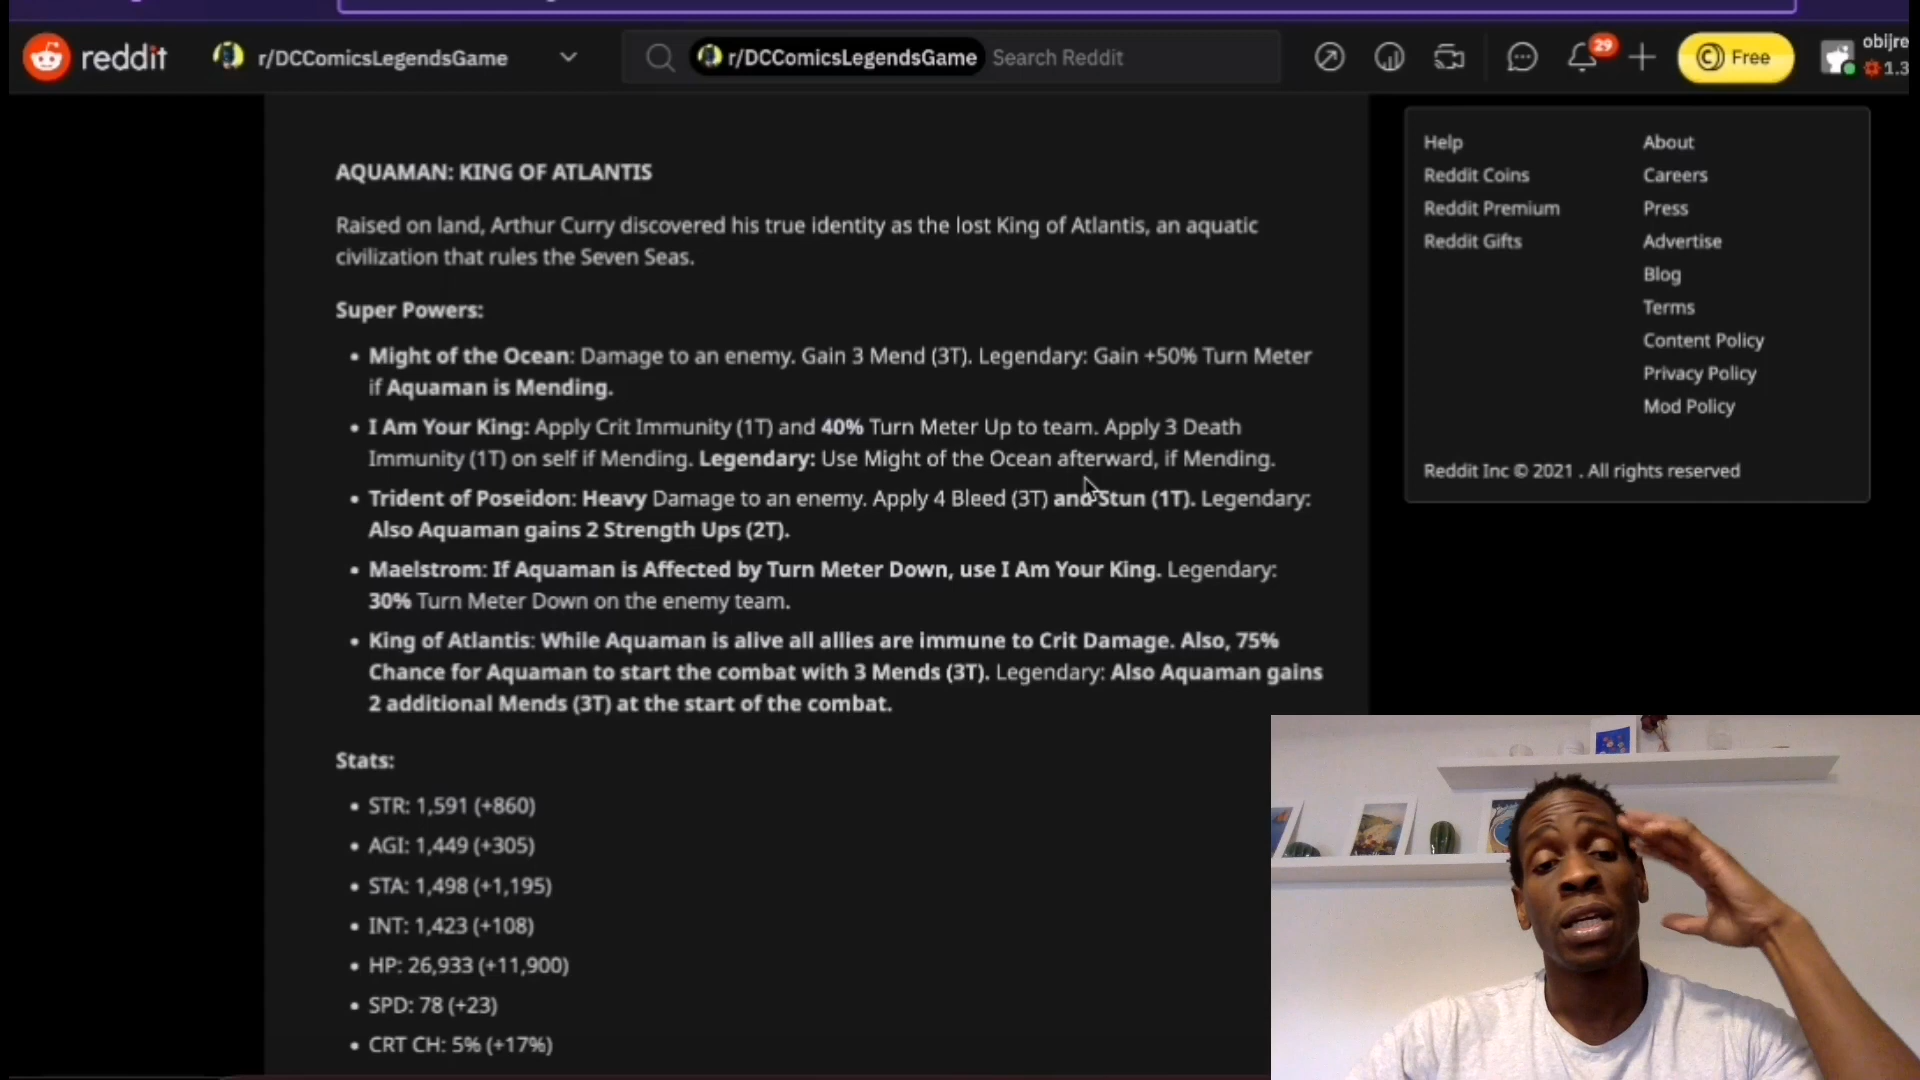 reddit
r/DCComicsLegendsGame
r/DCComicsLegendsGame Search Reddit
29
Free
obijre
1.3
AQUAMAN: KING OF ATLANTIS
Raised on land, Arthur Curry discovered his true identity as the lost King of Atlantis, an aquatic
civilization that rules the Seven Seas.
Super Powers:
• Might of the Ocean: Damage to an enemy. Gain 3 Mend (3T). Legendary: Gain +50% Turn Meter
if Aquaman is Mending.
• I Am Your King: Apply Crit Immunity (1T) and 40% Turn Meter Up to team. Apply 3 Death
Immunity (1T) on self if Mending. Legendary: Use Might of the Ocean afterward, if Mending.
• Trident of Poseidon: Heavy Damage to an enemy. Apply 4 Bleed (3T) and Stun (1T). Legendary:
Also Aquaman gains 2 Strength Ups (2T).
• Maelstrom: If Aquaman is Affected by Turn Meter Down, use I Am Your King. Legendary:
30% Turn Meter Down on the enemy team.
• King of Atlantis: While Aquaman is alive all allies are immune to Crit Damage. Also, 75%
Chance for Aquaman to start the combat with 3 Mends (3T). Legendary: Also Aquaman gains
2 additional Mends (3T) at the start of the combat.
Stats:
• STR: 1,591 (+860)
• AGI: 1,449 (+305)
• STA: 1,498 (+1,195)
• INT: 1,423 (+108)
• HP: 26,933 (+11,900)
• SPD: 78 (+23)
• CRT CH: 5% (+17%)
Help
Reddit Coins
Reddit Premium
Reddit Gifts
About
Careers
Press
Advertise
Blog
Terms
Content Policy
Privacy Policy
Mod Policy
Reddit Inc © 2021 . All rights reserved